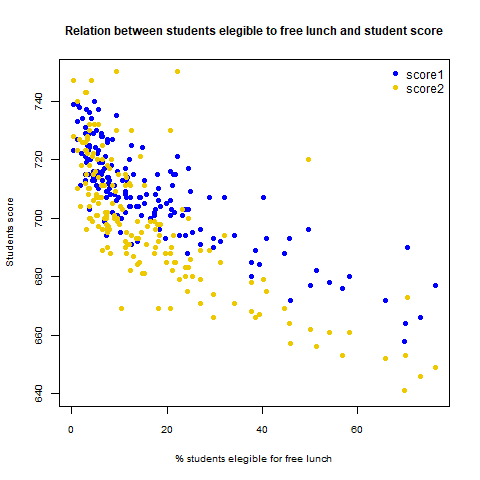 Relation between students elegible to free lunch and student score
score1
score2
Students score
740
720
700
680
660
640
0
20
40
60
% students elegible for free lunch